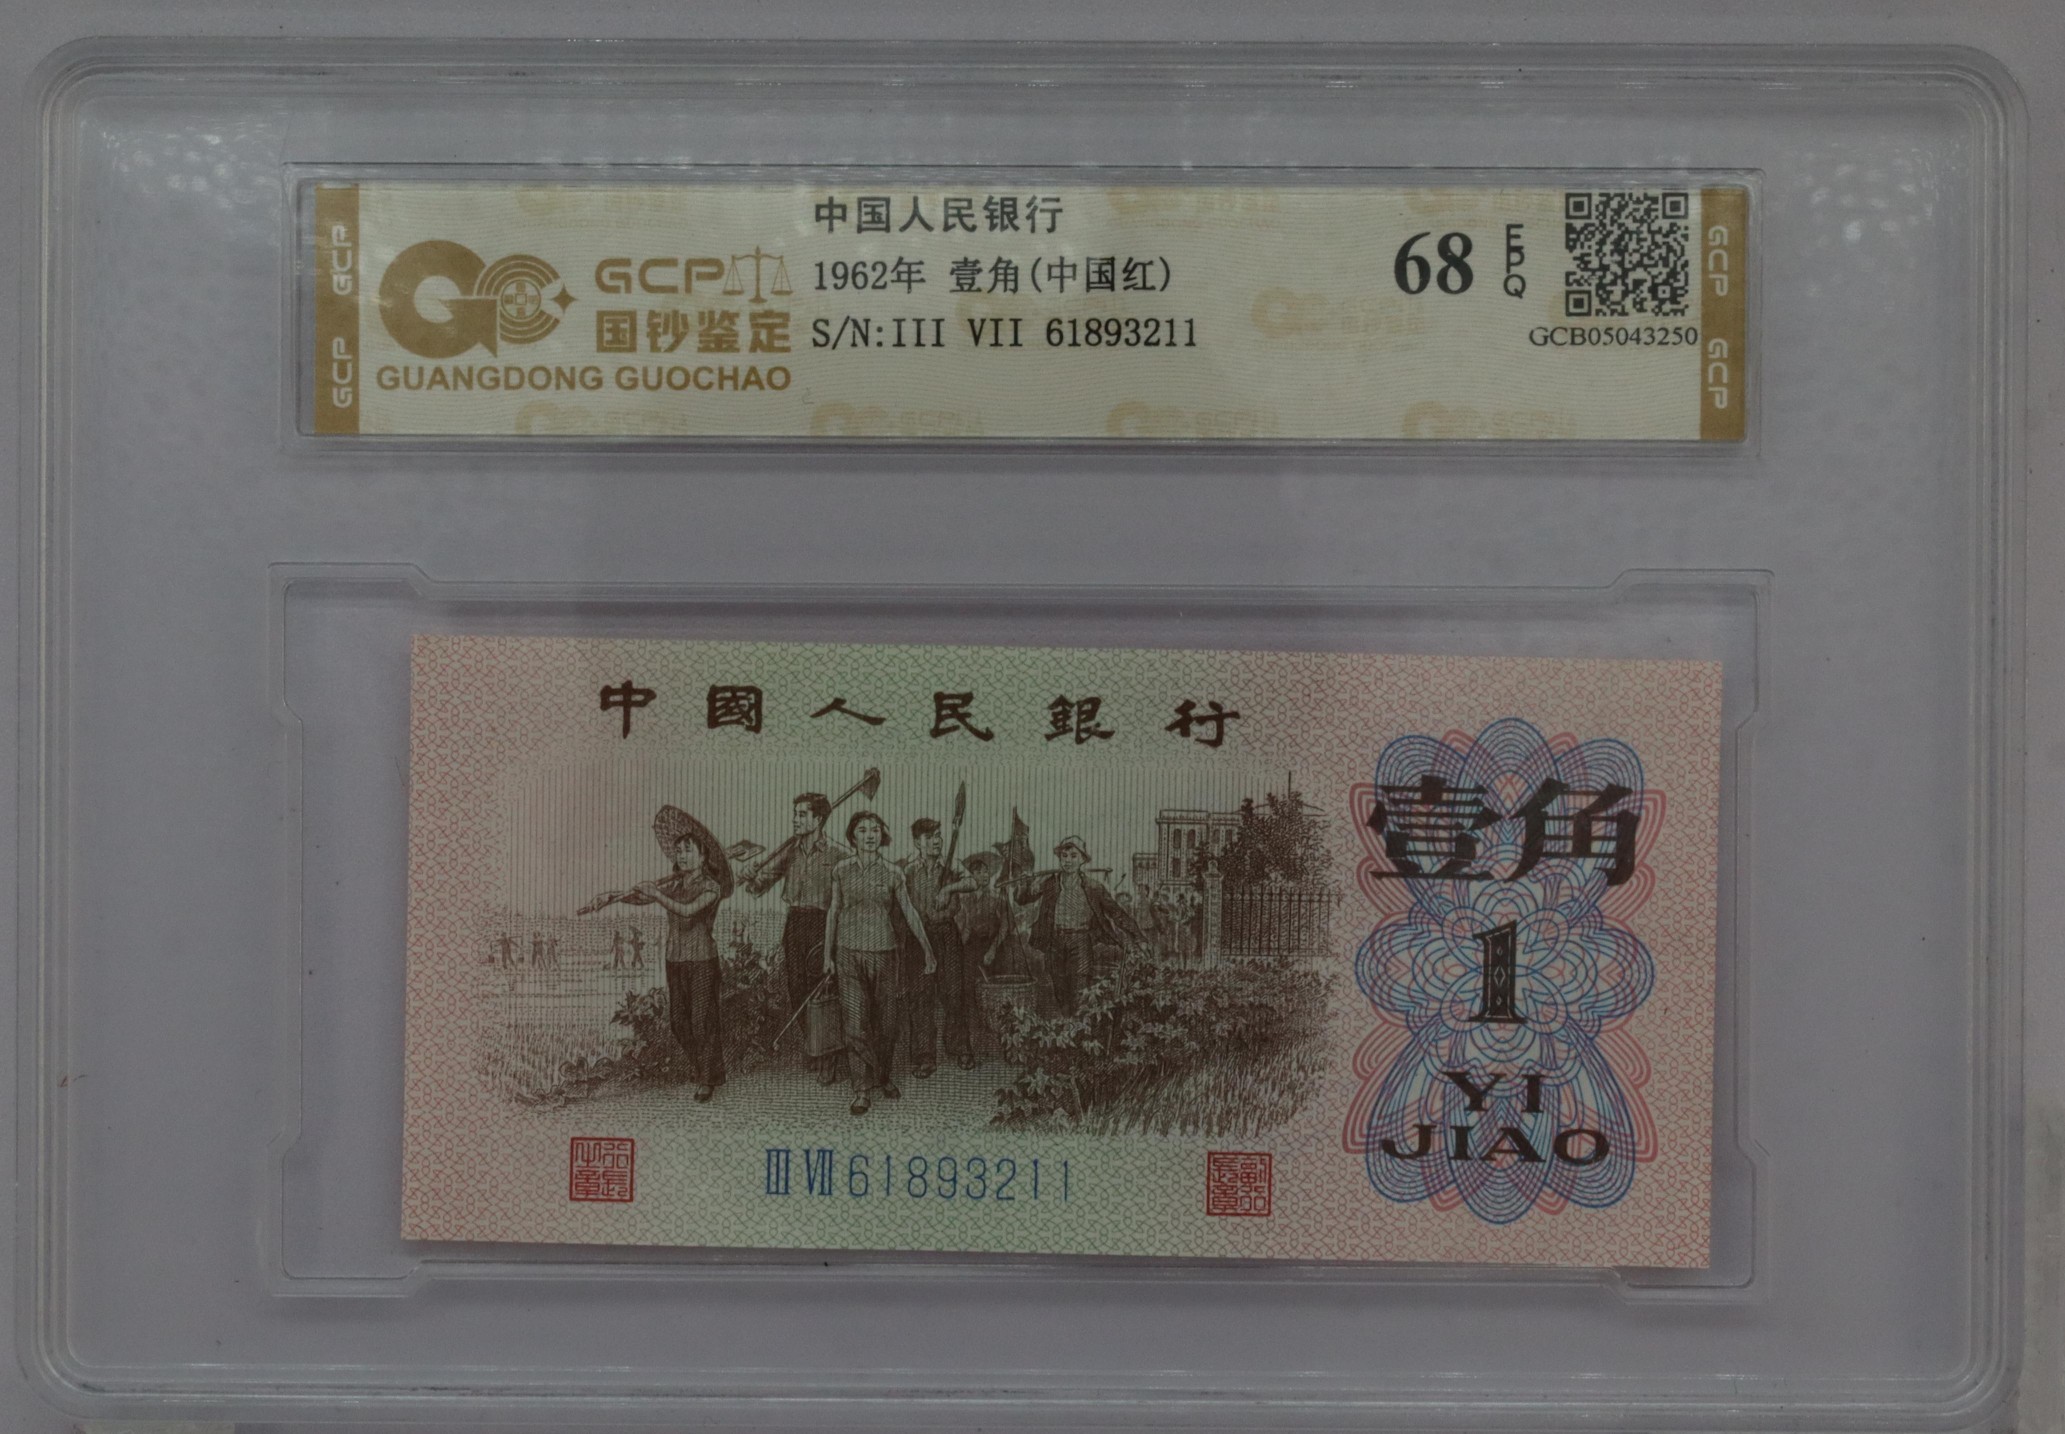 GCP GCP
GCP
国钞鉴定
GUANGDONG GUOCHAO
中国人民银行
1962年 壹角(中国红)
S/N:III VII 61893211
68 EPQ
GCB05043250
GCP GCP
中國人民銀行
壹角
1
YI
JIAO
III VII 61893211